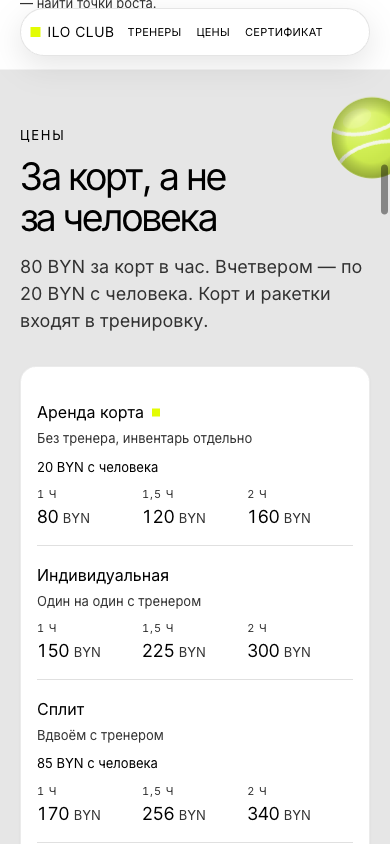 — найти точки роста.
ILO CLUB ТРЕНЕРЫ ЦЕНЫ СЕРТИФИКАТ
ЦЕНЫ
За корт, а не
за человека
80 BYN за корт в час. Вчетвером — по
20 BYN с человека. Корт и ракетки
входят в тренировку.
Аренда корта
Без тренера, инвентарь отдельно
20 BYN с человека
1 Ч 1,5 Ч 2 Ч
80 BYN 120 BYN 160 BYN
Индивидуальная
Один на один с тренером
1 Ч 1,5 Ч 2 Ч
150 BYN 225 BYN 300 BYN
Сплит
Вдвоём с тренером
85 BYN с человека
1 Ч 1,5 Ч 2 Ч
170 BYN 256 BYN 340 BYN